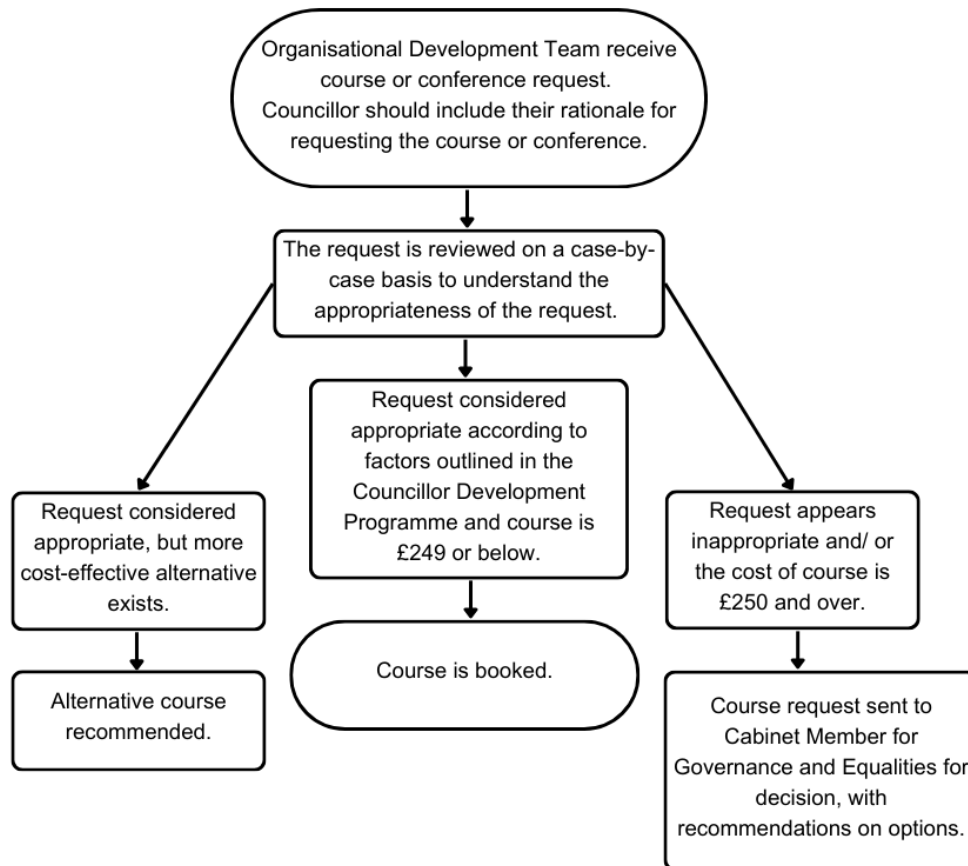 Organisational Development Team receive
course or conference request.
Councillor should include their rationale for
requesting the course or conference.
The request is reviewed on a case-by-
case basis to understand the
appropriateness of the request.
Request considered
appropriate, but more
cost-effective alternative
exists.
Alternative course
recommended.
Request considered
appropriate according to
factors outlined in the
Councillor Development
Programme and course is
£249 or below.
Course is booked.
Request appears
inappropriate and/ or
the cost of course is
£250 and over.
Course request sent to
Cabinet Member for
Governance and Equalities for
decision, with
recommendations on options.